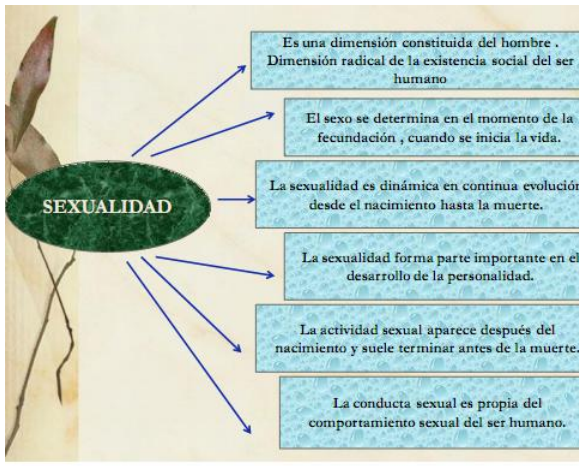 Es una dimensión constituida del hombre .
Dimensión radical de la existencia social del ser
humano
El sexo se determina en el momento de la
fecundación , cuando se inicia la vida.
SEXUALIDAD
La sexualidad es dinámica en continua evolución
desde el nacimiento hasta la muerte.
La sexualidad forma parte importante en el
desarrollo de la personalidad.
La actividad sexual aparece después del
nacimiento y suele terminar antes de la muerte.
La conducta sexual es propia del
comportamiento sexual del ser humano.